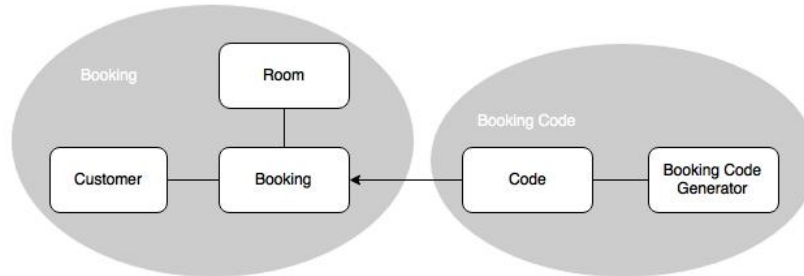 Booking
Room
Customer
Booking
Booking Code
Code
Booking Code
Generator